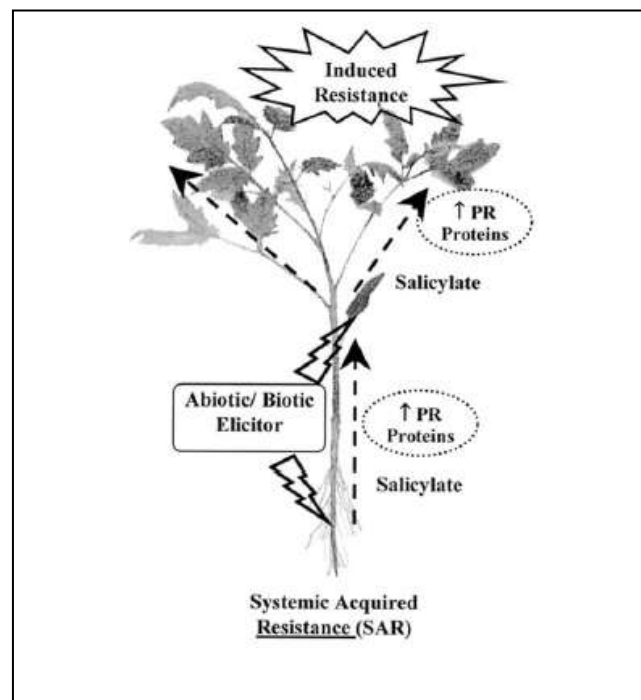 Induced
Resistance
↑ PR
Proteins
Salicylate
Abiotic/ Biotic
Elicitor
↑ PR
Proteins
Salicylate
Systemic Acquired
Resistance (SAR)